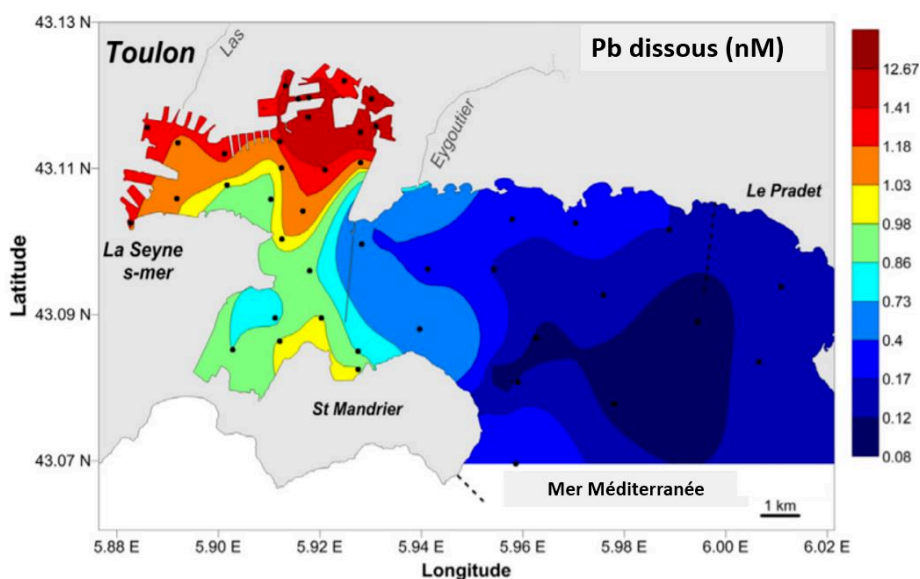 43.13 N
Toulon
Las
Pb dissous (nM)
12.67
1.41
1.18
1.03
0.98
0.86
0.73
0.4
0.17
0.12
0.08
Eygoutier
43.11 N
Le Pradet
La Seyne
s-mer
Latitude
43.09 N
St Mandrier
43.07 N
Mer Méditerranée
1 km
5.88 E
5.90 E
5.92 E
5.94 E
5.96 E
5.98 E
6.00 E
6.02 E
Longitude